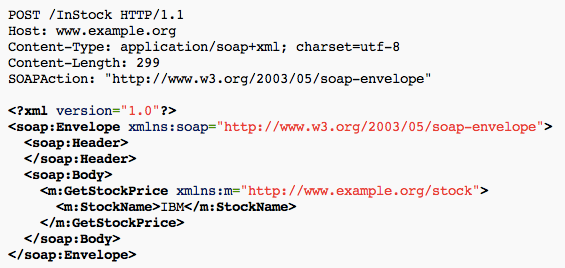 POST /InStock HTTP/1.1
Host: www.example.org
Content-Type: application/soap+xml; charset=utf-8
Content-Length: 299
SOAPAction: "http://www.w3.org/2003/05/soap-envelope"

<?xml version="1.0"?>
<soap:Envelope xmlns:soap="http://www.w3.org/2003/05/soap-envelope">
  <soap:Header>
  </soap:Header>
  <soap:Body>
    <m:GetStockPrice xmlns:m="http://www.example.org/stock">
      <m:StockName>IBM</m:StockName>
    </m:GetStockPrice>
  </soap:Body>
</soap:Envelope>